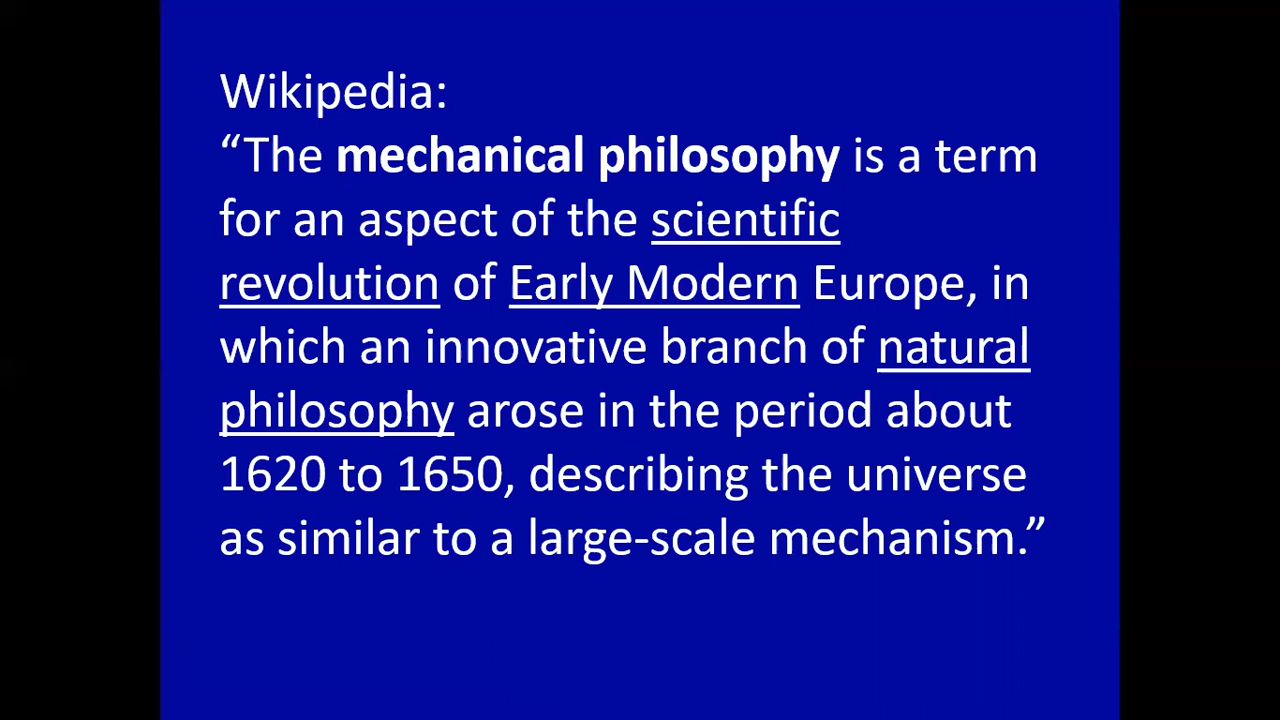 Wikipedia:
“The mechanical philosophy is a term
for an aspect of the scientific
revolution of Early Modern Europe, in
which an innovative branch of natural
philosophy arose in the period about
1620 to 1650, describing the universe
as similar to a large-scale mechanism.”